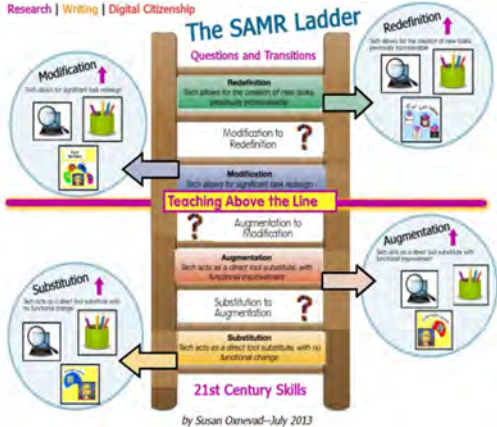 Research | Writing | Digital Citizenship
The SAMR Ladder
Questions and Transitions
Redefinition
Tech allows for the creation of new tasks,
previously inconceivable
Modification to
Redefinition
?
Modification
Tech allows for significant task redesign
Teaching Above the Line
?
Augmentation to
Modification
Augmentation
Tech acts as a direct tool substitute, with
functional improvement
Substitution to
Augmentation
?
Substitution
Tech acts as a direct tool substitute, with no
functional change
21st Century Skills
by Susan Oxnevad--July 2013
Modification
Tech allows for significant task redesign
Redefinition
Tech allows for the creation of new tasks,
previously inconceivable
Substitution
Tech acts as a direct tool substitute with
no functional change
Augmentation
Tech acts as a direct tool substitute with
functional improvement